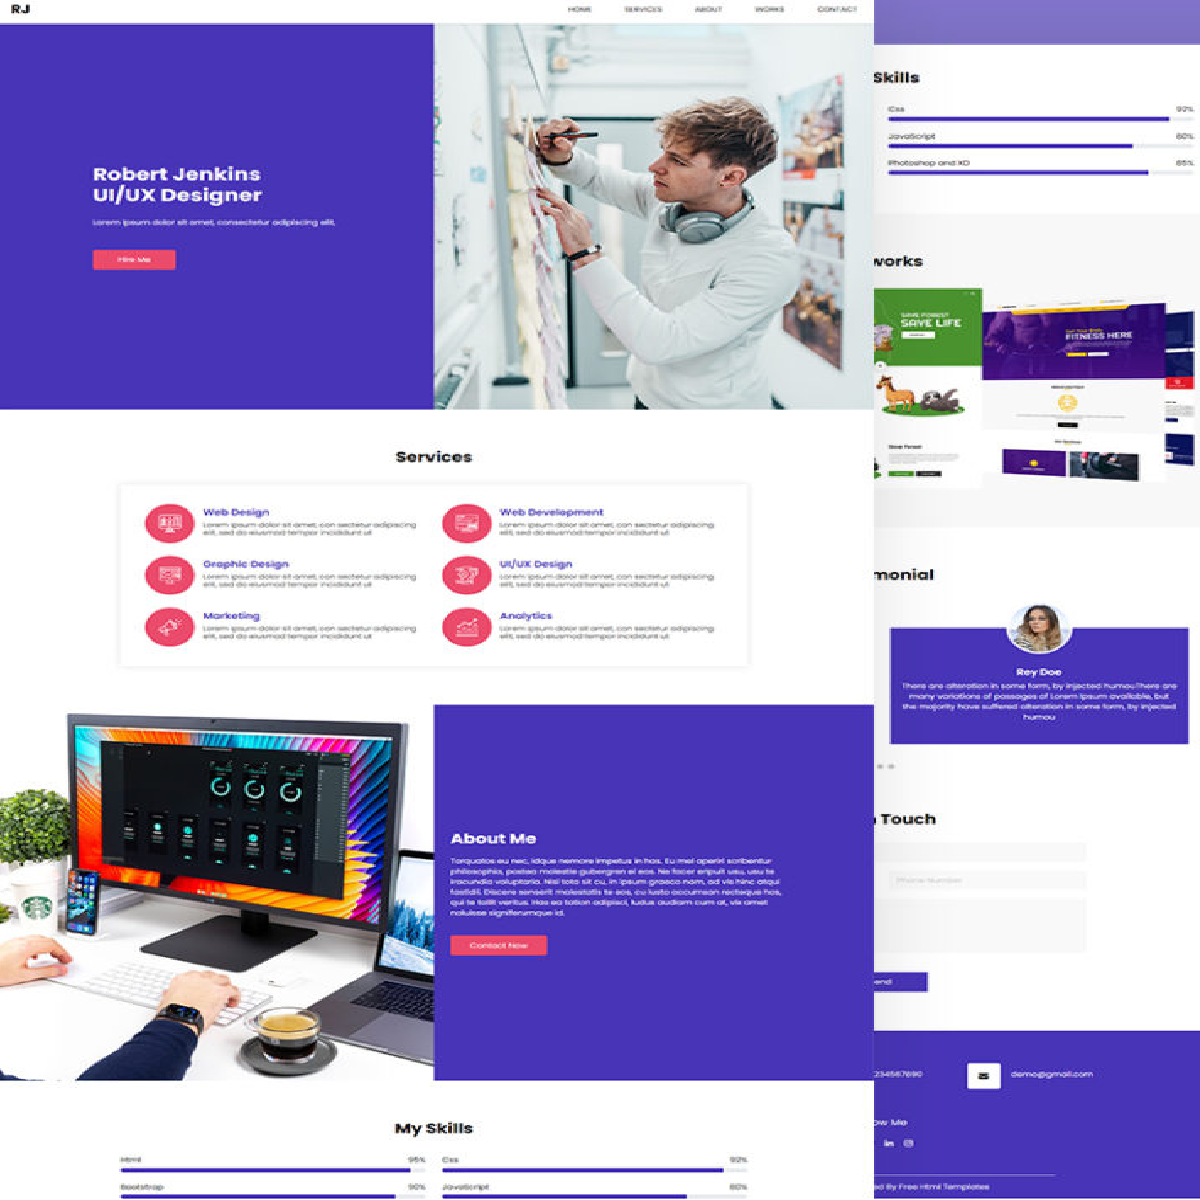 RJ
HOME SERVICES ABOUT WORKS CONTACT
Robert Jenkins
UI/UX Designer
Lorem ipsum dolor sit amet, consectetur adipiscing elit,
Hire Me
Services
Web Design
Lorem ipsum dolor sit amet, con sectetur adipiscing
elit, sed do eiusmod tempor incididunt ut
Web Development
Lorem ipsum dolor sit amet, con sectetur adipiscing
elit, sed do eiusmod tempor incididunt ut
Graphic Design
Lorem ipsum dolor sit amet, con sectetur adipiscing
elit, sed do eiusmod tempor incididunt ut
UI/UX Design
Lorem ipsum dolor sit amet, con sectetur adipiscing
elit, sed do eiusmod tempor incididunt ut
Marketing
Lorem ipsum dolor sit amet, con sectetur adipiscing
elit, sed do eiusmod tempor incididunt ut
Analytics
Lorem ipsum dolor sit amet, con sectetur adipiscing
elit, sed do eiusmod tempor incididunt ut
About Me
Torquatos eu nec, idque nemore impetus in has. Eu mei aperiri scribentur
philosophia, postea molestie gubergren ei eos. Ne facer eripuit usu, usu te
iracundia voluptaria. Nisl tota sit cu, in ipsum graeco nam, ad vis hinc atqui
fastidii. Discere senserit molestiatis te eos, cu iusto accumsan nectoque has,
qui te tollit veritus. Has ea tation adipisci, ludus audiam cum at, vix amet
noluisse signiferumque id.
Contact Now
My Skills
Html 95%
Css 92%
Bootstrap 90%
JavaScript 80%
Skills
Css 92%
JavaScript 80%
Photoshop and XD 85%
works
SAVE FOREST
SAVE LIFE
Save Forest
FITNESS HERE
monial
Rey Doe
There are alteration in some form, by injected humouThere are
many variations of passages of Lorem Ipsum available, but
the majority have suffered alteration in some form, by injected
humou
Touch
Phone Number
end
234567890
demo@gmail.com
ow Me
ed By Free Html Templates